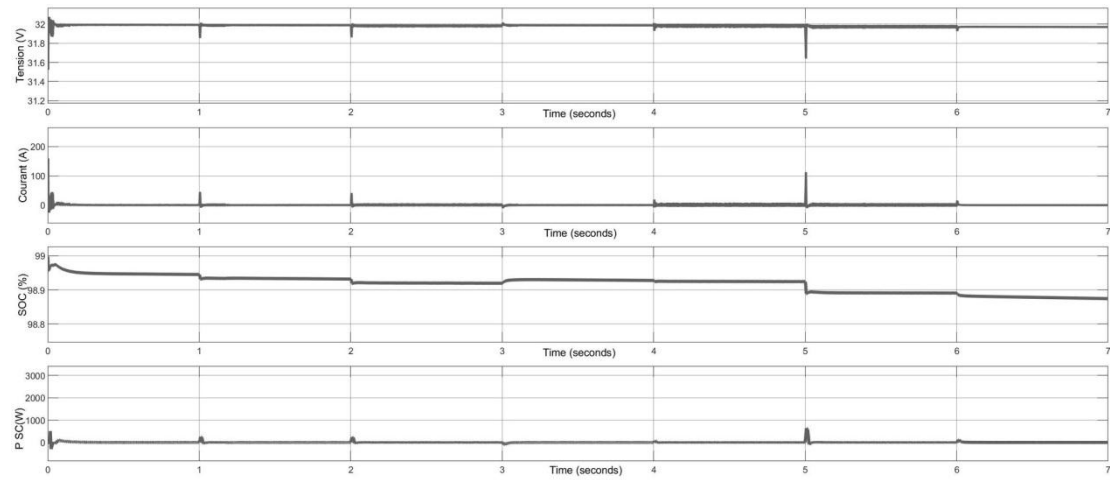 Tension (V)
32
31.8
31.6
31.4
31.2
0 1 2 3 4 5 6 7
Time (seconds)
Courant (A)
200
100
0
0 1 2 3 4 5 6 7
Time (seconds)
SOC (%)
99
98.9
98.8
0 1 2 3 4 5 6 7
Time (seconds)
P SC(W)
3000
2000
1000
0
0 1 2 3 4 5 6 7
Time (seconds)